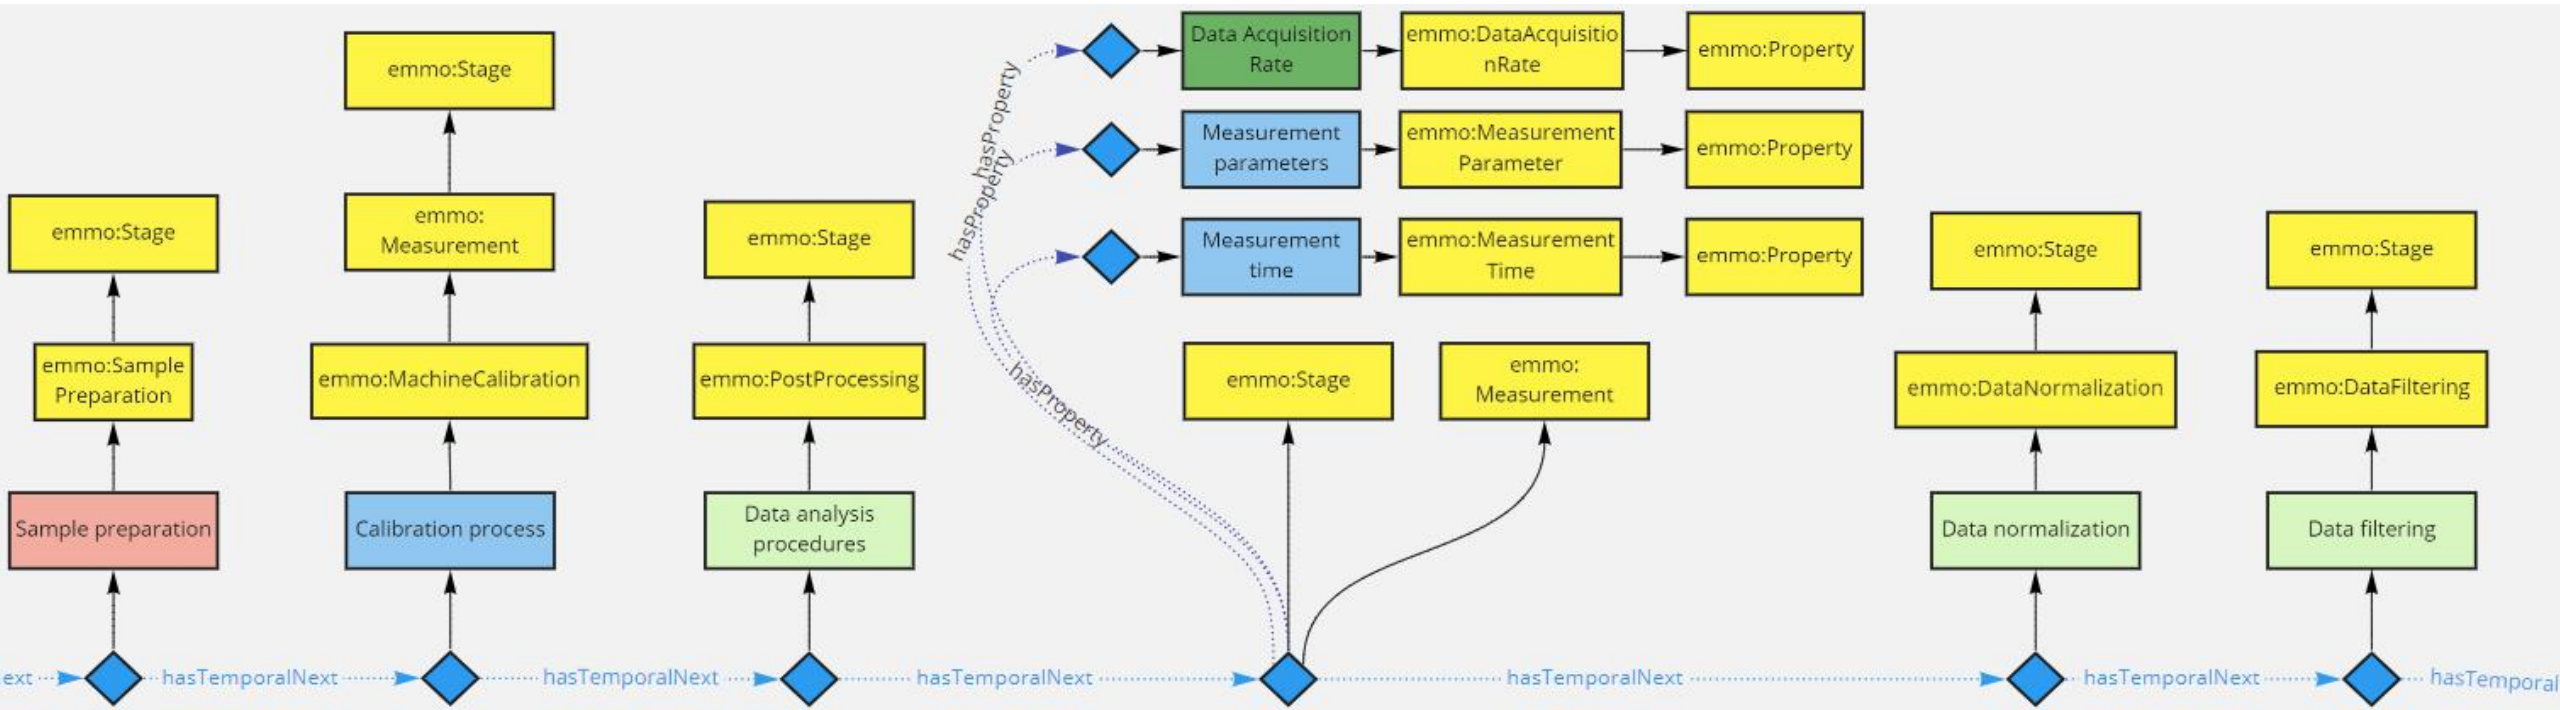 emmo:Stage
emmo:Sample
Preparation
Sample preparation
emmo:Stage
emmo:
Measurement
emmo:MachineCalibration
Calibration process
emmo:Stage
emmo:PostProcessing
Data analysis
procedures
hasProperty
hasProperty
hasProperty
Data Acquisition
Rate
emmo:DataAcquisitio
nRate
emmo:Property
Measurement
parameters
emmo:Measurement
Parameter
emmo:Property
Measurement
time
emmo:Measurement
Time
emmo:Property
emmo:Stage
emmo:
Measurement
emmo:Stage
emmo:DataNormalization
Data normalization
emmo:Stage
emmo:DataFiltering
Data filtering
ext
hasTemporalNext
hasTemporalNext
hasTemporalNext
hasTemporalNext
hasTemporalNext
hasTemporal